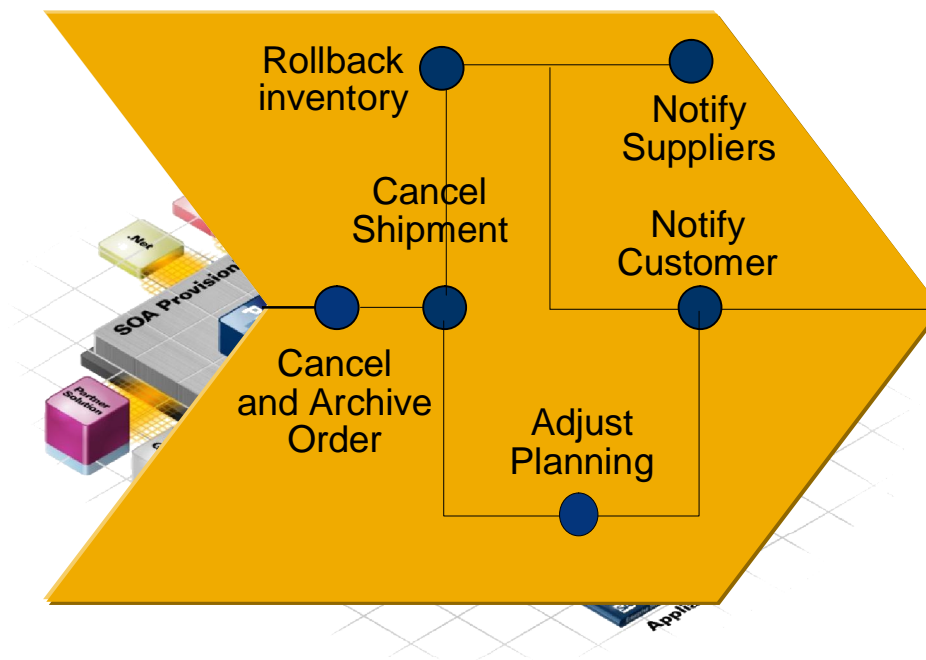 Rollback
inventory
Notify
Suppliers
Cancel
Shipment
Notify
Customer
.Net
SOA Provision
Partner
Solution
Cancel
and Archive
Order
Adjust
Planning